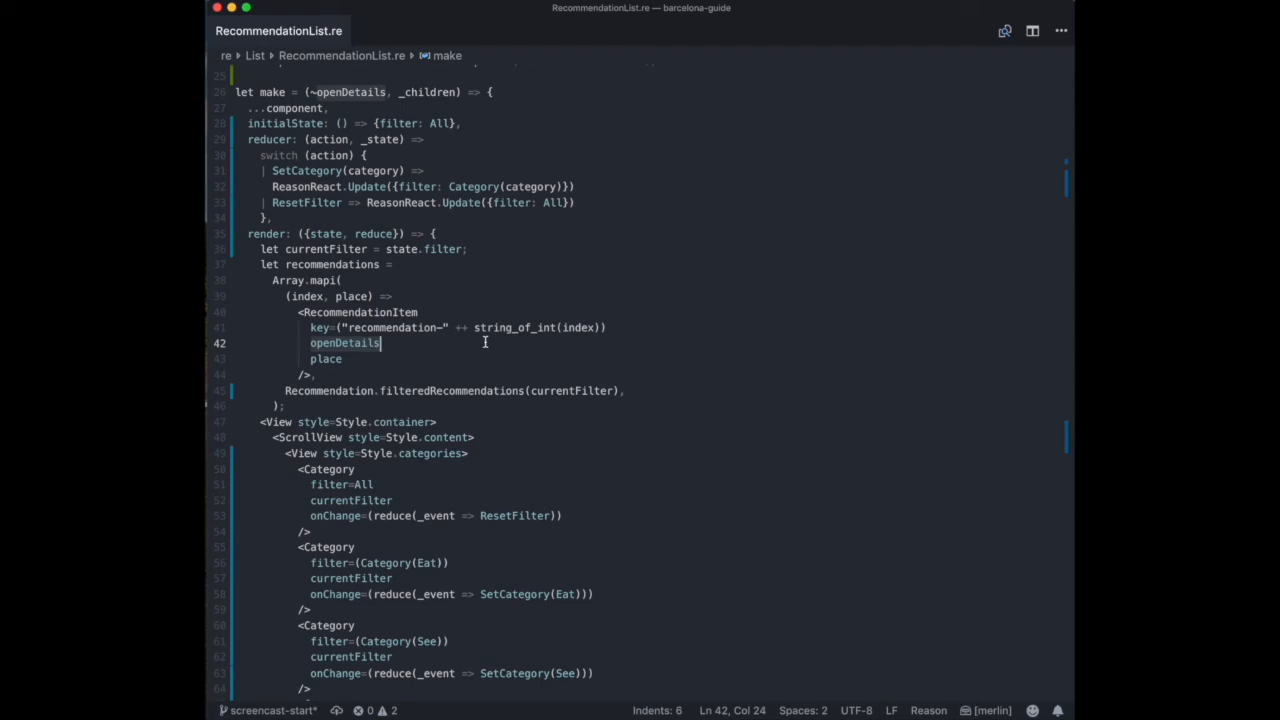 RecommendationList.re — barcelona-guide
RecommendationList.re
re List RecommendationList.re make
25
26 let make = (~openDetails, _children) => {
27 ...component,
28 initialState: () => {filter: All},
29 reducer: (action, _state) =>
30 switch (action) {
31 | SetCategory(category) =>
32 ReasonReact.Update({filter: Category(category)})
33 | ResetFilter => ReasonReact.Update({filter: All})
34 },
35 render: ({state, reduce}) => {
36 let currentFilter = state.filter;
37 let recommendations =
38 Array.mapi(
39 (index, place) =>
40 <RecommendationItem
41 key=("recommendation-" ++ string_of_int(index))
42 openDetails
43 place
44 />,
45 Recommendation.filteredRecommendations(currentFilter),
46 );
47 <View style=Style.container>
48 <ScrollView style=Style.content>
49 <View style=Style.categories>
50 <Category
51 filter=All
52 currentFilter
53 onChange=(reduce(_event => ResetFilter))
54 />
55 <Category
56 filter=(Category(Eat))
57 currentFilter
58 onChange=(reduce(_event => SetCategory(Eat)))
59 />
60 <Category
61 filter=(Category(See))
62 currentFilter
63 onChange=(reduce(_event => SetCategory(See)))
64 />
screencast-start* 0 2 Indents: 6 Ln 42, Col 24 Spaces: 2 UTF-8 LF Reason [merlin]